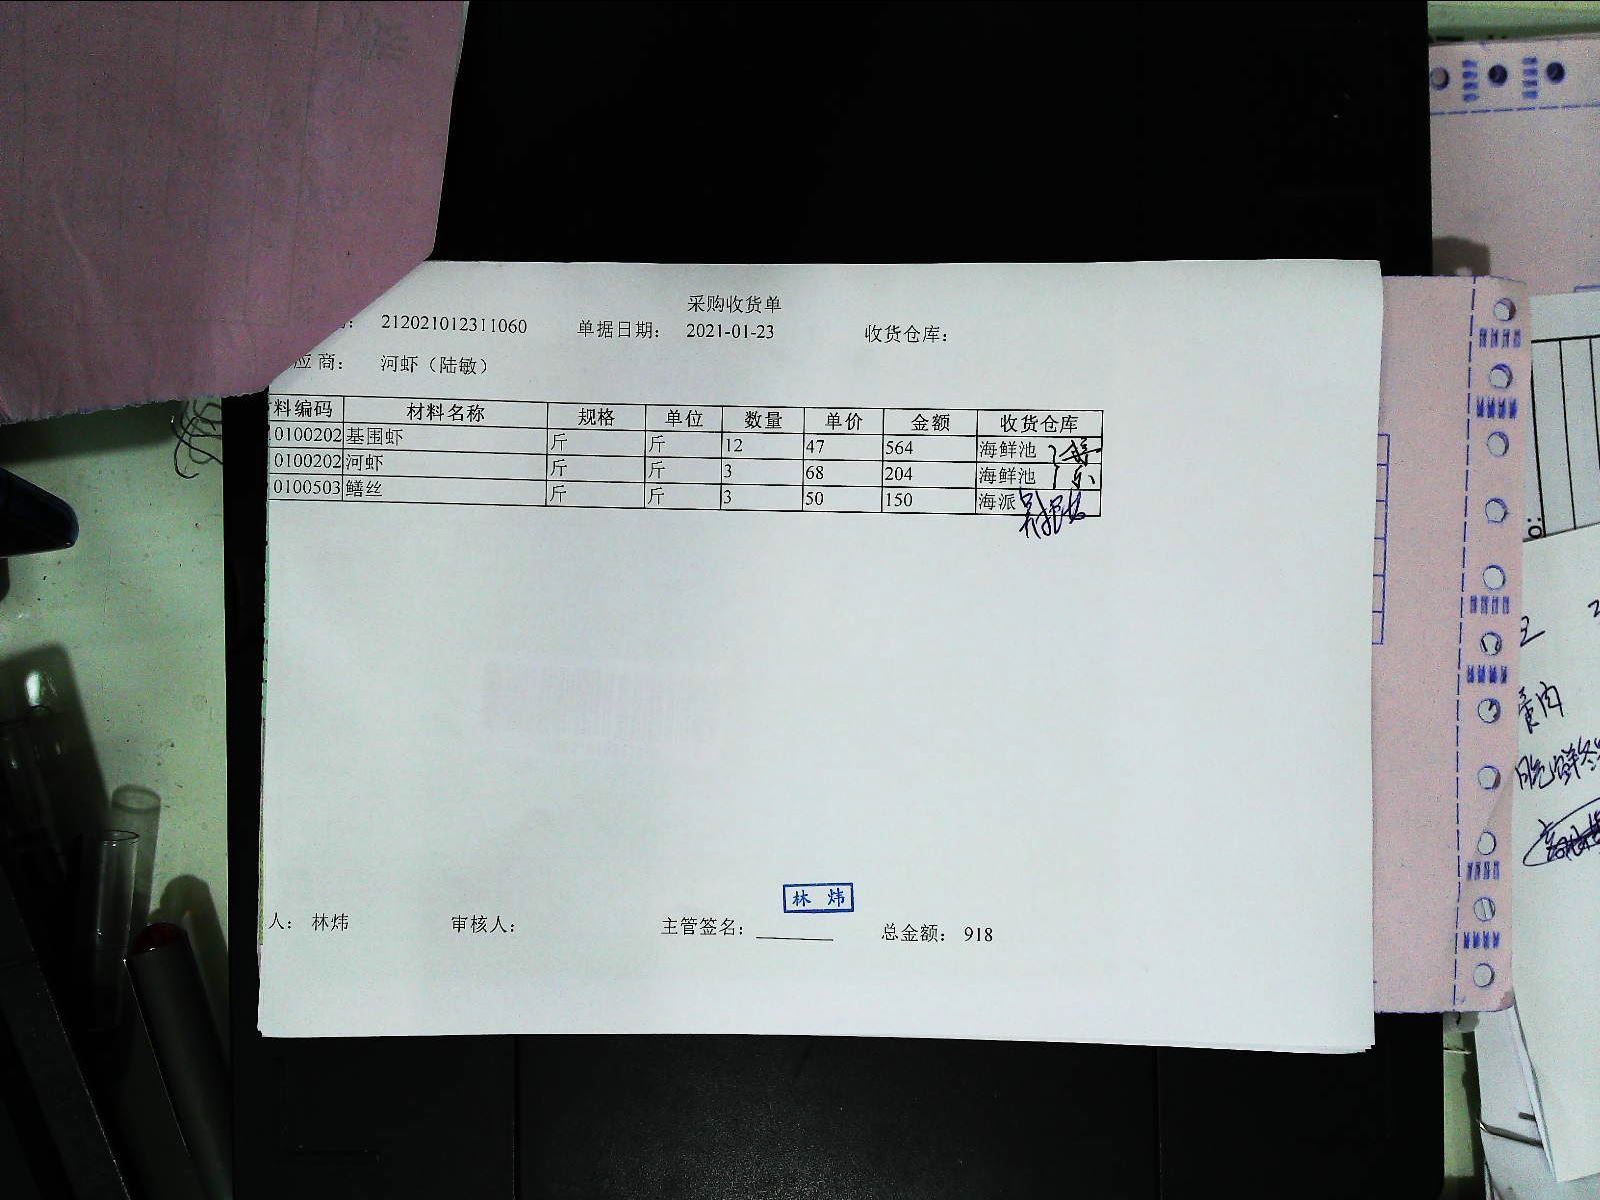 采购收货单
212021012311060 单据日期: 2021-01-23 收货仓库:
应商: 河虾（陆敏）
料编码 材料名称 规格 单位 数量 单价 金额 收货仓库
0100202 基围虾 斤 斤 12 47 564 海鲜池
0100202 河虾 斤 斤 3 68 204 海鲜池
0100503 鳝丝 斤 斤 3 50 150 海派
林 炜
人: 林炜 审核人: 主管签名: 总金额: 918